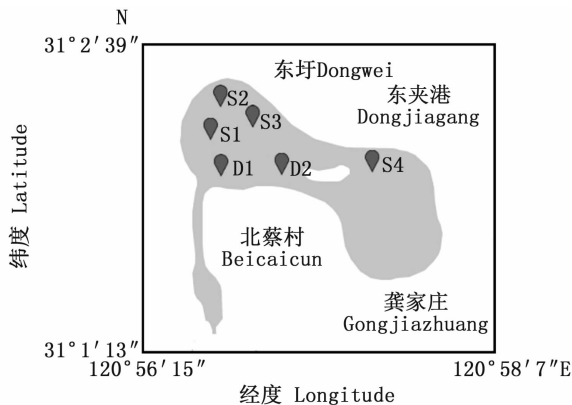 N
31°2′39″
东圩Dongwei
东夹港
Dongjiagang
S2
S3
S1
D1
D2
S4
纬度 Latitude
北蔡村
Beicaicun
龚家庄
Gongjiazhuang
31°1′13″
120°56′15″
120°58′7″E
经度 Longitude